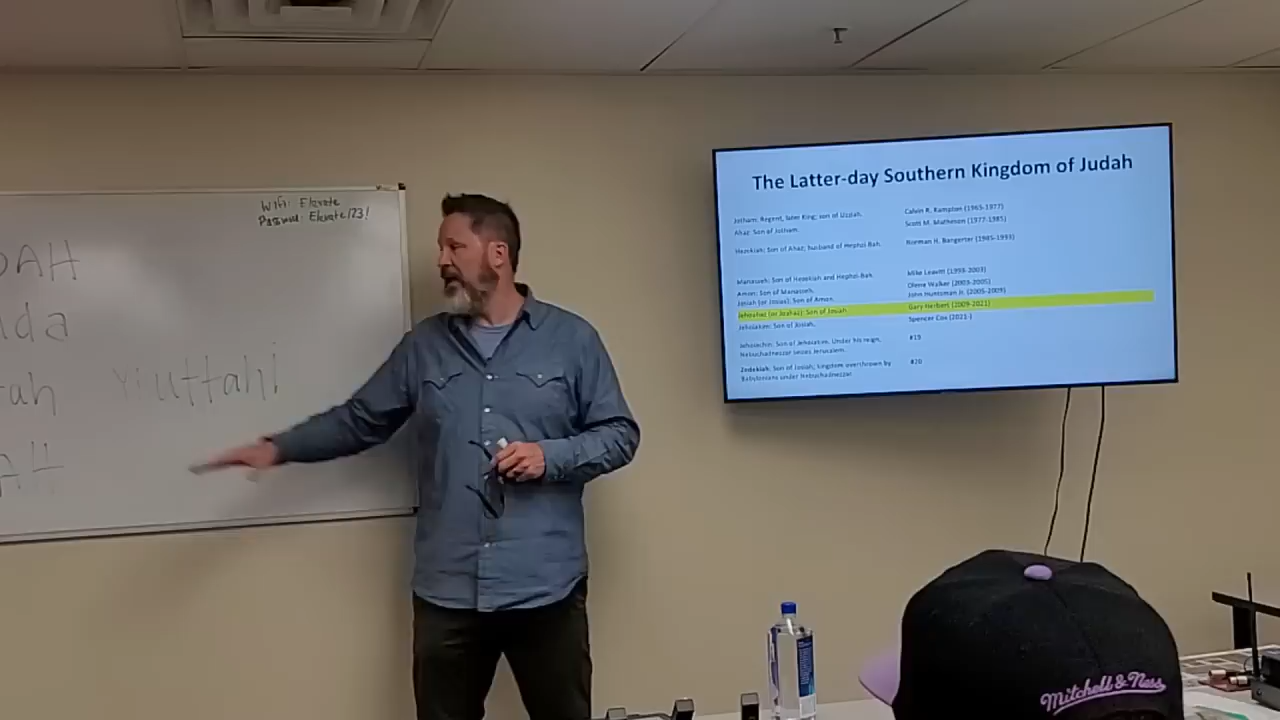 Wifi: Elevate
Password: Elevate123!
DAH
uda
tah Yiuttahi
AH
The Latter-day Southern Kingdom of Judah
Jotham: Regent, later King; son of Uzziah. Calvin R. Rampton (1965-1977)
Ahaz: Son of Jotham. Scott M. Matheson (1977-1985)
Hezekiah: Son of Ahaz; husband of Hephzi-Bah. Norman H. Bangerter (1985-1993)
Manasseh: Son of Hezekiah and Hephzi-Bah. Mike Leavitt (1993-2003)
Amon: Son of Manasseh. Olene Walker (2003-2005)
Josiah (or Josias): Son of Amon. John Huntsman Jr. (2005-2009)
Jehoahaz (or Joahaz): Son of Josiah. Gary Herbert (2009-2021)
Jehoiakim: Son of Josiah. Spencer Cox (2021-)
Jehoiachin: Son of Jehoiakim. Under his reign, #19
Nebuchadnezzar seizes Jerusalem.
Zedekiah: Son of Josiah; kingdom overthrown by #20
Babylonians under Nebuchadnezzar.
Mitchell & Ness